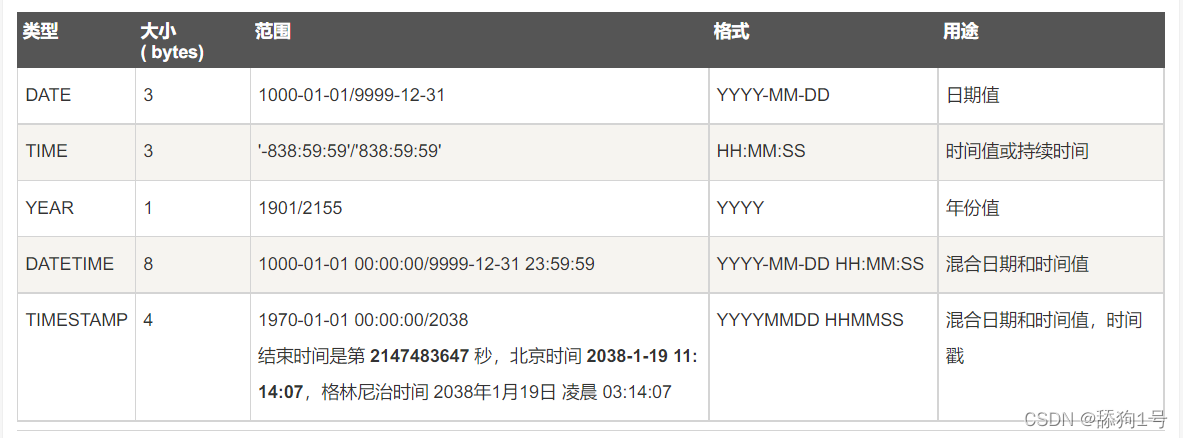 类型 大小 范围 格式 用途
( bytes)
DATE 3 1000-01-01/9999-12-31 YYYY-MM-DD 日期值
TIME 3 '-838:59:59'/'838:59:59' HH:MM:SS 时间值或持续时间
YEAR 1 1901/2155 YYYY 年份值
DATETIME 8 1000-01-01 00:00:00/9999-12-31 23:59:59 YYYY-MM-DD HH:MM:SS 混合日期和时间值
TIMESTAMP 4 1970-01-01 00:00:00/2038 YYYYMMDD HHMMSS 混合日期和时间值，时间
结束时间是第 2147483647 秒，北京时间 2038-1-19 11: 戳
14:07，格林尼治时间 2038年1月19日 凌晨 03:14:07
CSDN @舔狗1号